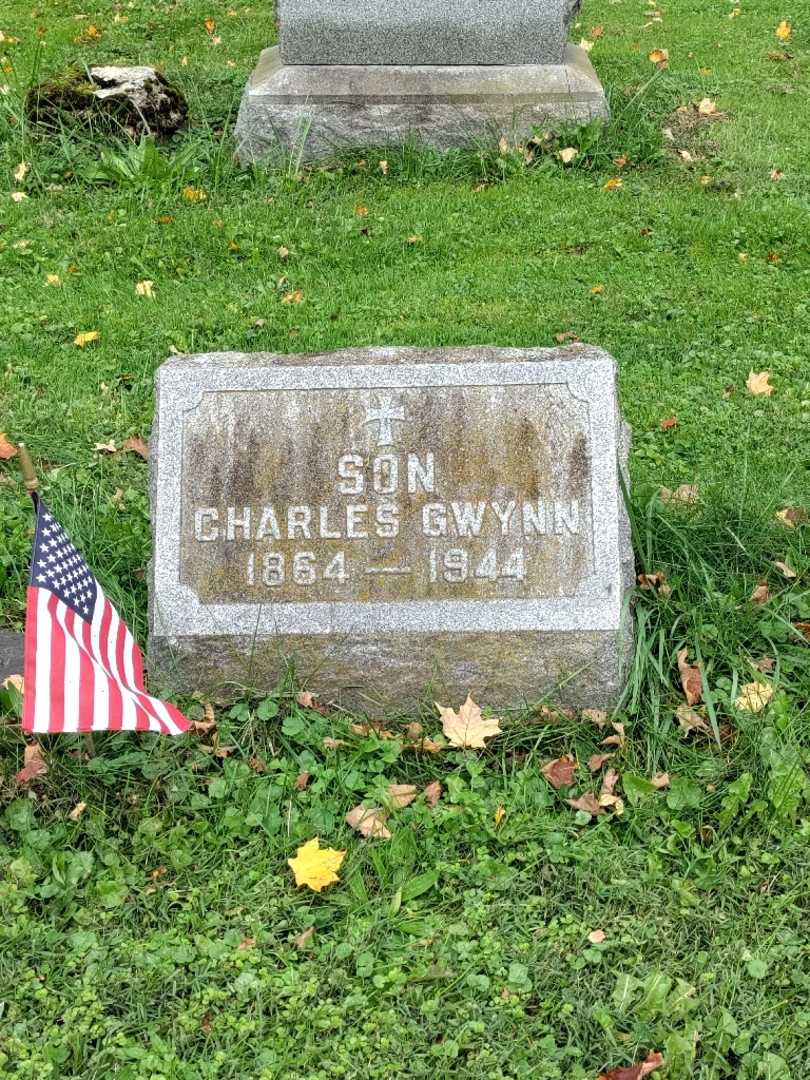 SON
CHARLES GWYNN
1864 — 1944